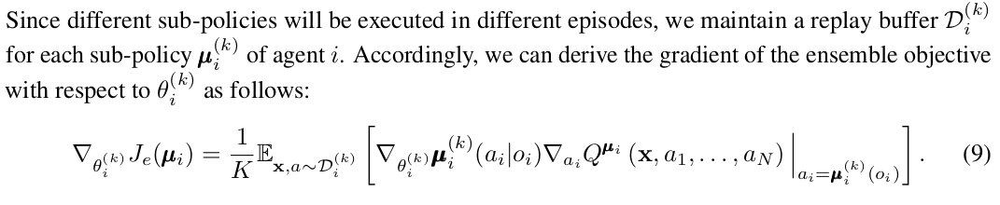 Since different sub-policies will be executed in different episodes, we maintain a replay buffer $\mathcal{D}_i^{(k)}$
for each sub-policy $\boldsymbol{\mu}_i^{(k)}$ of agent $i$. Accordingly, we can derive the gradient of the ensemble objective
with respect to $\theta_i^{(k)}$ as follows:
$\nabla_{\theta_i^{(k)}} J_e(\boldsymbol{\mu}_i) = \frac{1}{K} \mathbb{E}_{\mathbf{x}, a \sim \mathcal{D}_i^{(k)}} \left[ \nabla_{\theta_i^{(k)}} \boldsymbol{\mu}_i^{(k)}(a_i|o_i) \nabla_{a_i} Q^{\boldsymbol{\mu}_i} \left( \mathbf{x}, a_1, \ldots, a_N \right) \Big|_{a_i = \boldsymbol{\mu}_i^{(k)}(o_i)} \right].$ (9)